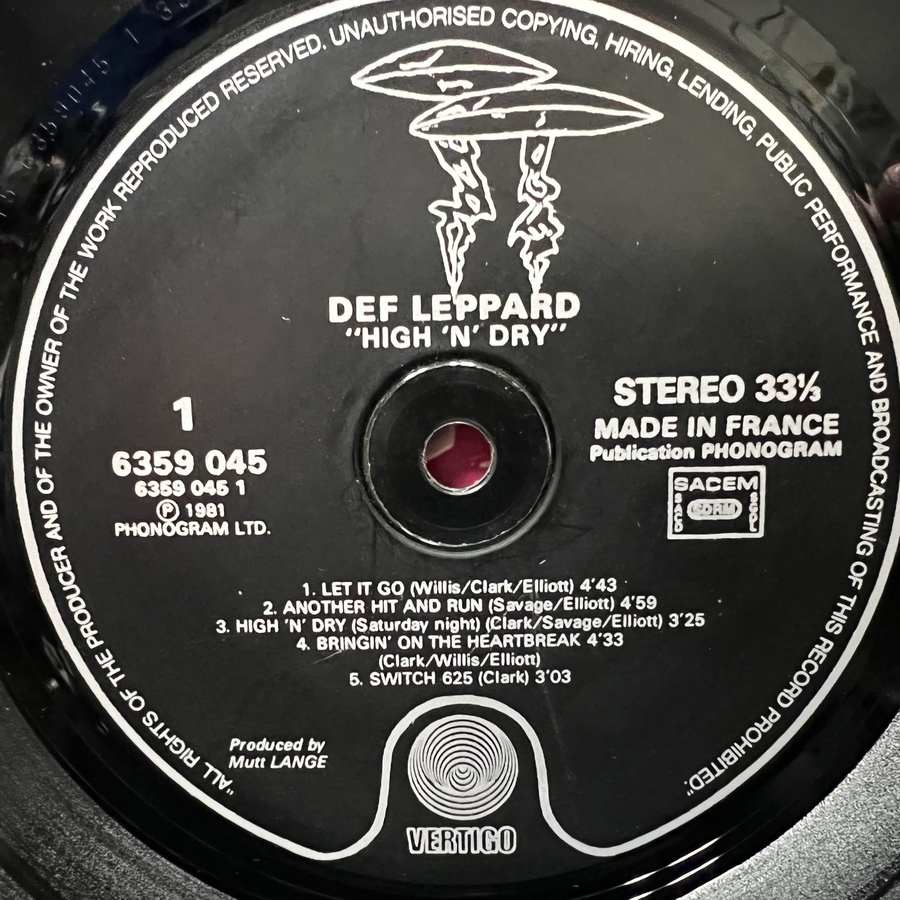 "ALL RIGHTS OF THE PRODUCER AND OF THE OWNER OF THE WORK REPRODUCED RESERVED. UNAUTHORISED COPYING, HIRING, LENDING, PUBLIC PERFORMANCE AND BROADCASTING OF THIS RECORD PROHIBITED."
DEF LEPPARD
"HIGH 'N' DRY"
1
6359 045
6359 045 1
℗ 1981
PHONOGRAM LTD.
STEREO 33⅓
MADE IN FRANCE
Publication PHONOGRAM
SACEM
SACD SDRM SGDL
1. LET IT GO (Willis/Clark/Elliott) 4'43
2. ANOTHER HIT AND RUN (Savage/Elliott) 4'59
3. HIGH 'N' DRY (Saturday night) (Clark/Savage/Elliott) 3'25
4. BRINGIN' ON THE HEARTBREAK 4'33
(Clark/Willis/Elliott)
5. SWITCH 625 (Clark) 3'03
Produced by
Mutt LANGE
VERTIGO